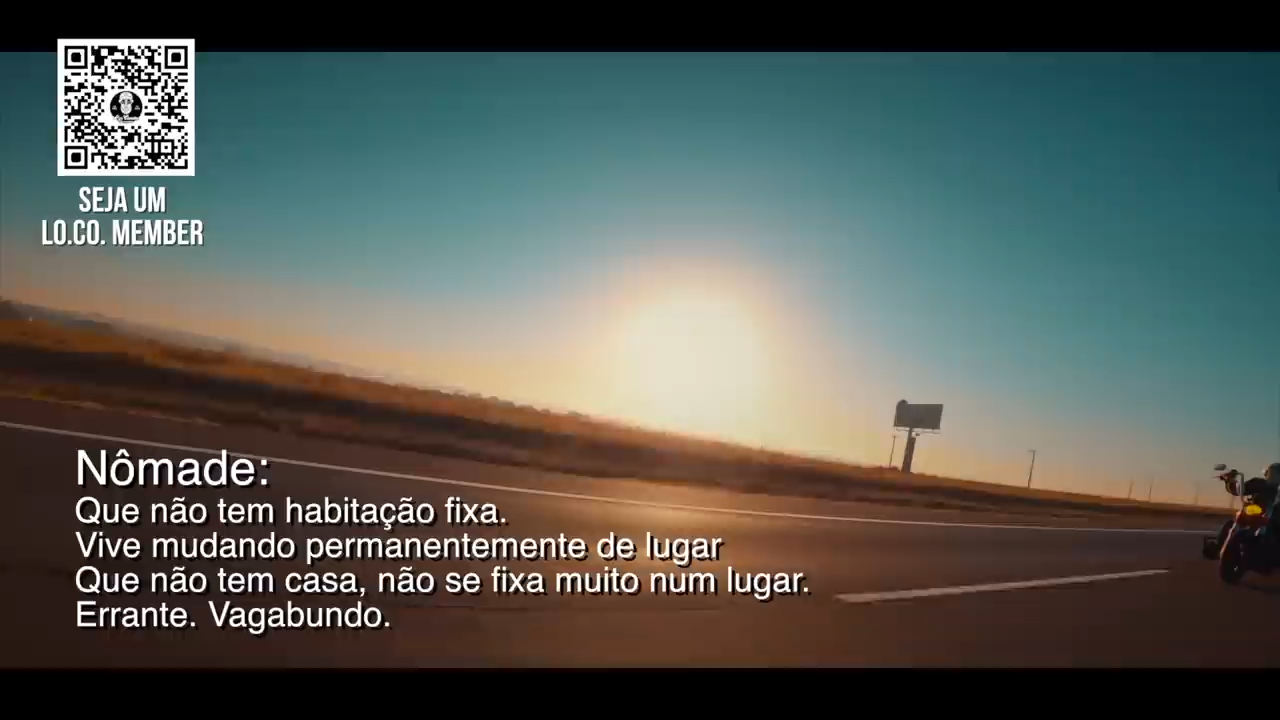 SEJA UM
LO.CO. MEMBER
Nômade:
Que não tem habitação fixa.
Vive mudando permanentemente de lugar
Que não tem casa, não se fixa muito num lugar.
Errante. Vagabundo.